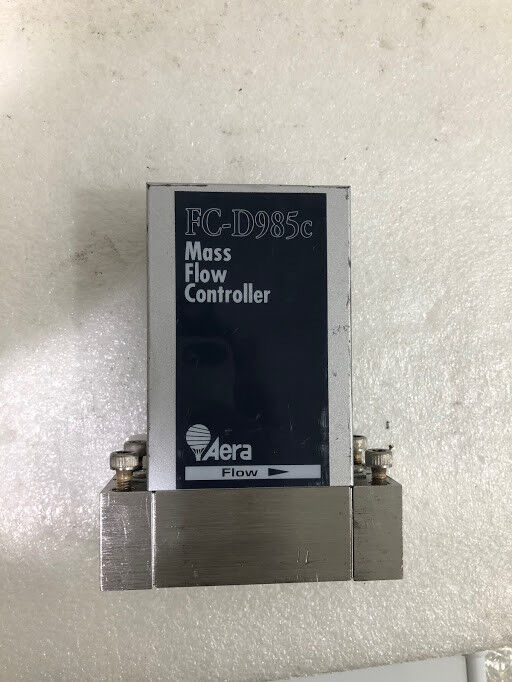 FC-D985c
Mass
Flow
Controller
Aera
Flow